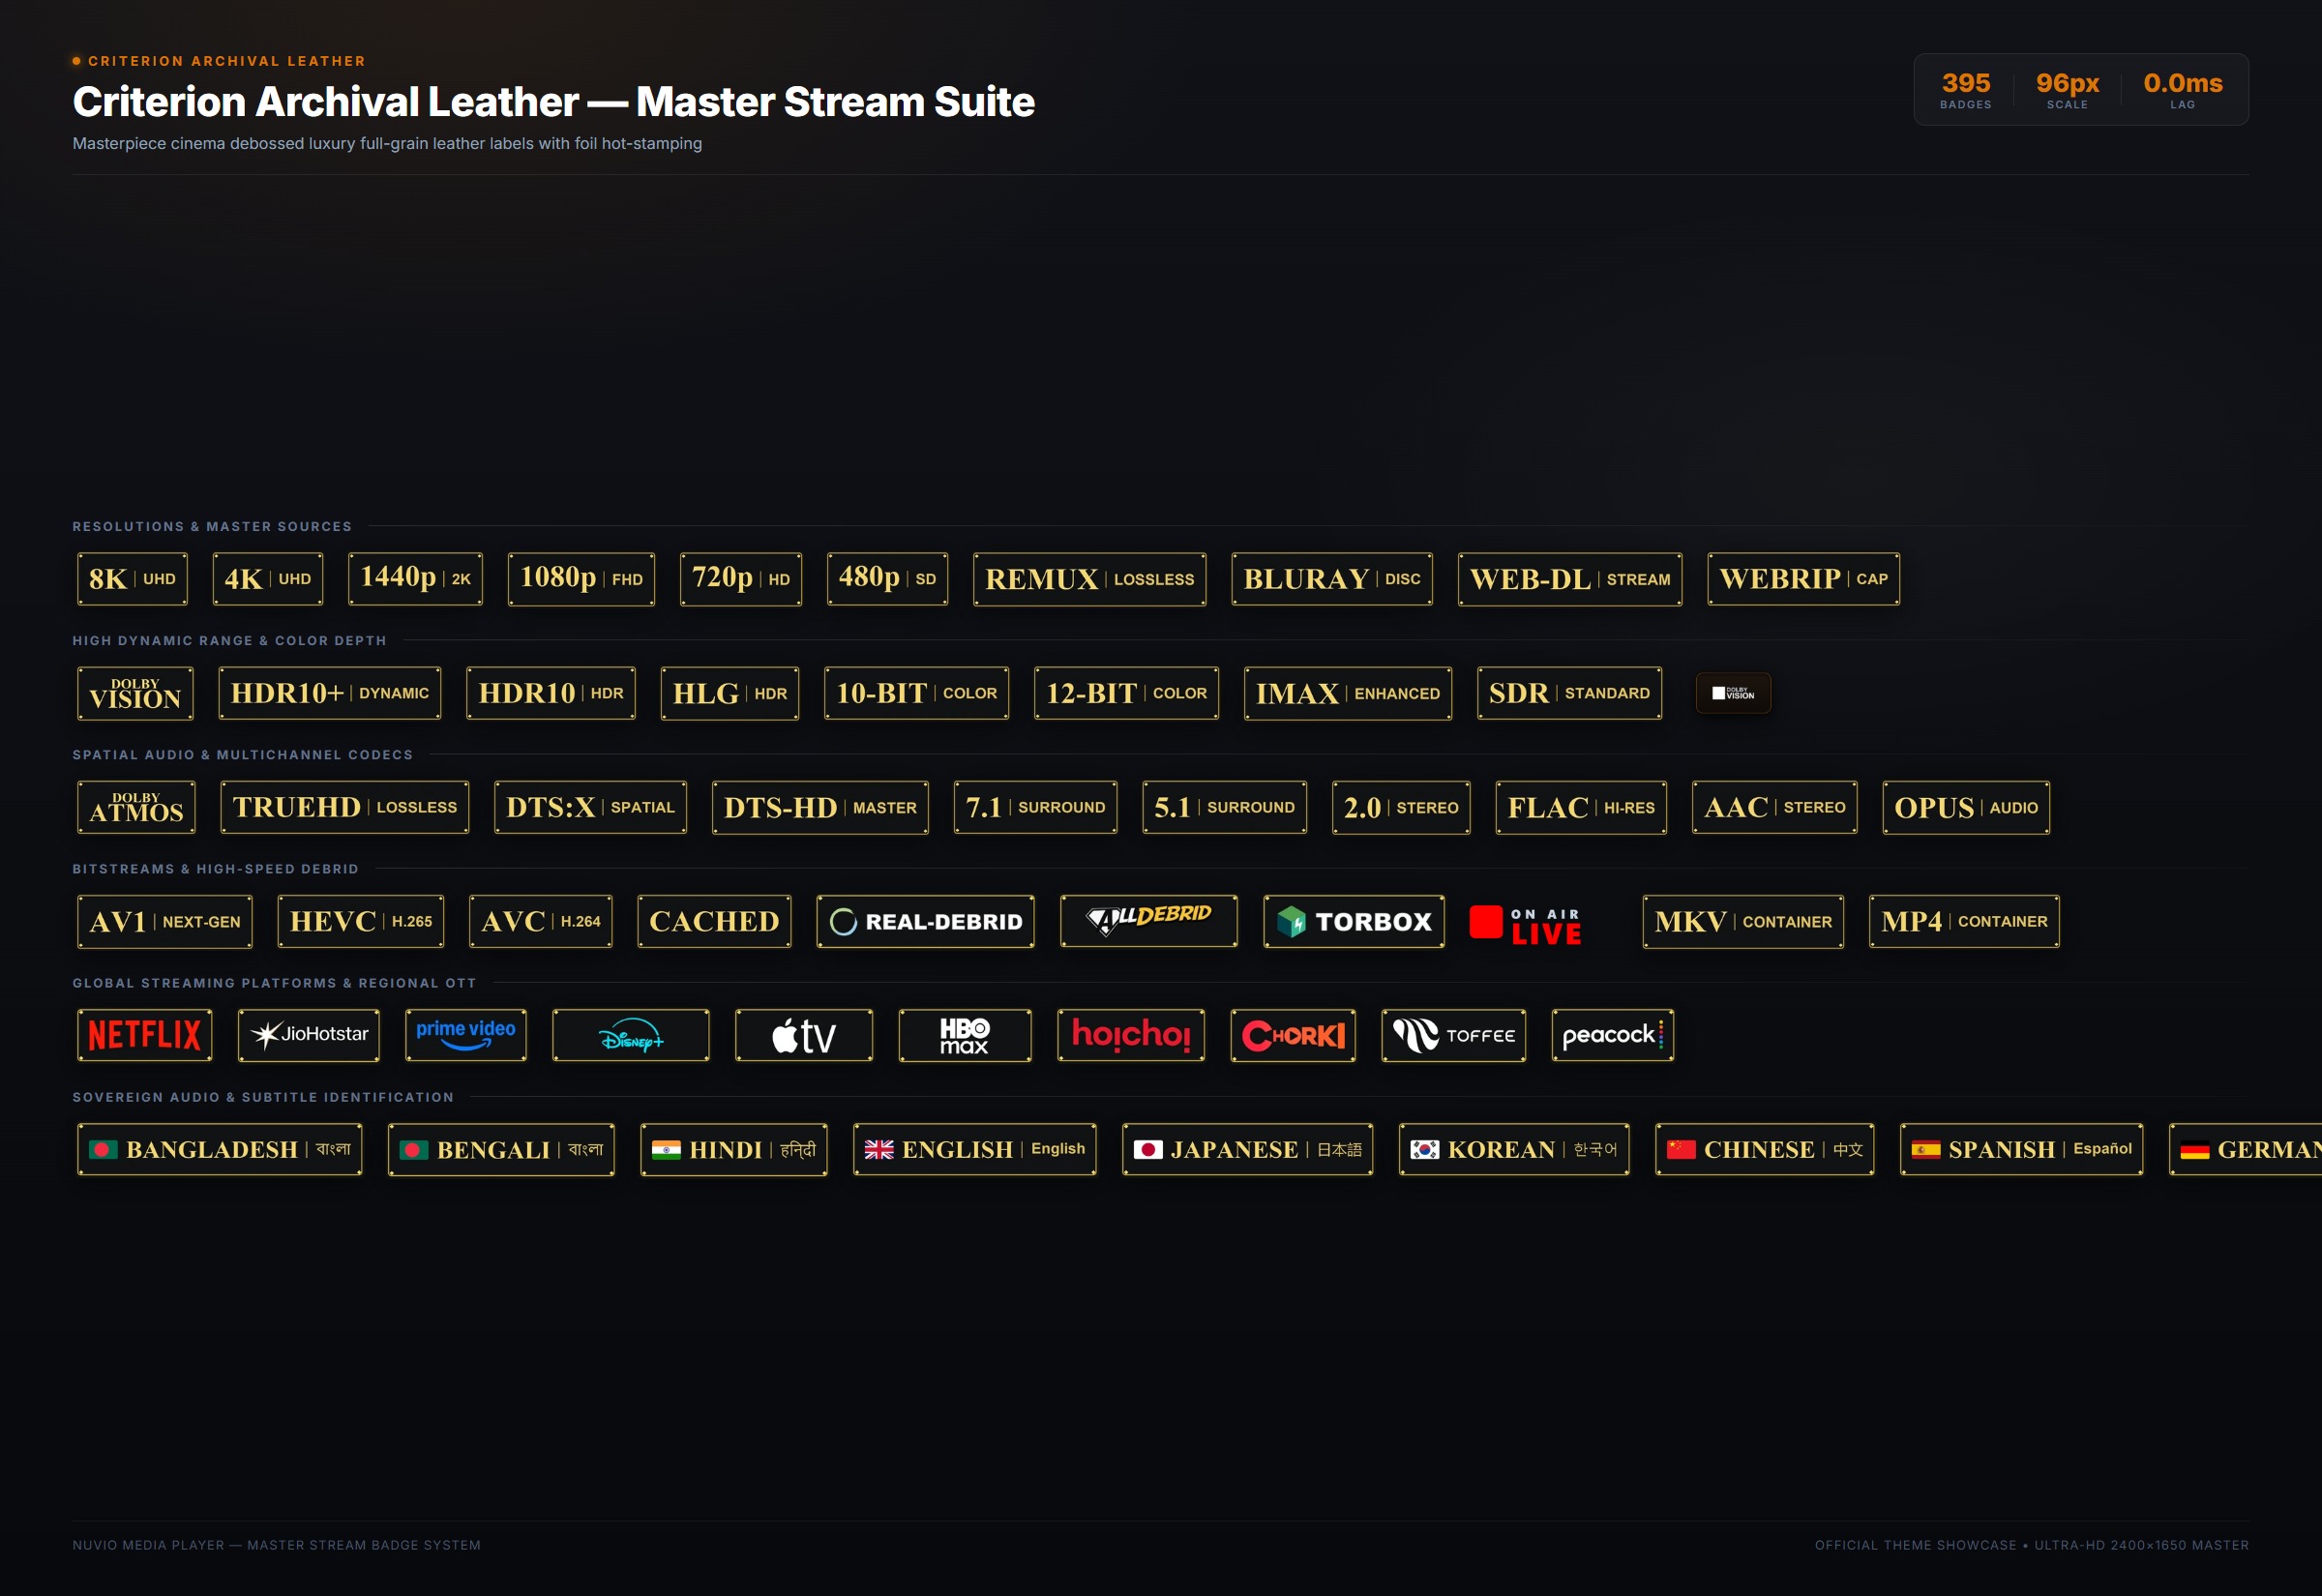 CRITERION ARCHIVAL LEATHER
Criterion Archival Leather — Master Stream Suite
Masterpiece cinema debossed luxury full-grain leather labels with foil hot-stamping
395 96px 0.0ms
BADGES SCALE LAG
RESOLUTIONS & MASTER SOURCES
8K | UHD 4K | UHD 1440p | 2K 1080p | FHD 720p | HD 480p | SD REMUX | LOSSLESS BLURAY | DISC WEB-DL | STREAM WEBRIP | CAP
HIGH DYNAMIC RANGE & COLOR DEPTH
DOLBY VISION HDR10+ | DYNAMIC HDR10 | HDR HLG | HDR 10-BIT | COLOR 12-BIT | COLOR IMAX | ENHANCED SDR | STANDARD DOLBY VISION
SPATIAL AUDIO & MULTICHANNEL CODECS
DOLBY ATMOS TRUEHD | LOSSLESS DTS:X | SPATIAL DTS-HD | MASTER 7.1 | SURROUND 5.1 | SURROUND 2.0 | STEREO FLAC | HI-RES AAC | STEREO OPUS | AUDIO
BITSTREAMS & HIGH-SPEED DEBRID
AV1 | NEXT-GEN HEVC | H.265 AVC | H.264 CACHED REAL-DEBRID ALLDEBRID TORBOX ON AIR LIVE MKV | CONTAINER MP4 | CONTAINER
GLOBAL STREAMING PLATFORMS & REGIONAL OTT
NETFLIX JioHotstar prime video Disney+ tv HBO max hoichoi CHORKI TOFFEE peacock
SOVEREIGN AUDIO & SUBTITLE IDENTIFICATION
BANGLADESH | বাংলা BENGALI | বাংলা HINDI | हिन्दी ENGLISH | English JAPANESE | 日本語 KOREAN | 한국어 CHINESE | 中文 SPANISH | Español GERMAN
NUVIO MEDIA PLAYER — MASTER STREAM BADGE SYSTEM
OFFICIAL THEME SHOWCASE • ULTRA-HD 2400×1650 MASTER